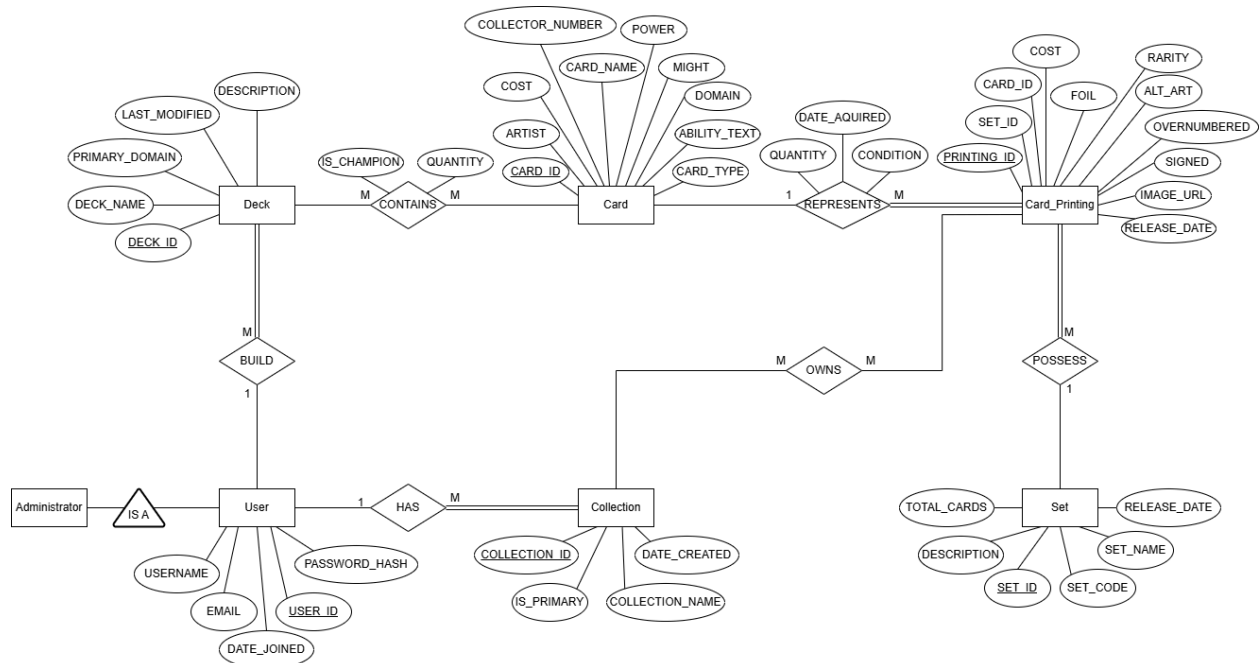 COLLECTOR_NUMBER
POWER
COST
RARITY
CARD_NAME
MIGHT
CARD_ID
FOIL
ALT_ART
DESCRIPTION
COST
DOMAIN
LAST_MODIFIED
DATE_AQUIRED
SET_ID
OVERNUMBERED
ARTIST
ABILITY_TEXT
PRIMARY_DOMAIN
IS_CHAMPION
QUANTITY
QUANTITY
CONDITION
PRINTING_ID
SIGNED
CARD_ID
CARD_TYPE
DECK_NAME
Deck
M
CONTAINS
M
Card
1
REPRESENTS
M
Card_Printing
IMAGE_URL
RELEASE_DATE
DECK_ID
M
M
BUILD
M
OWNS
M
POSSESS
1
1
Administrator
IS A
User
1
HAS
M
Collection
TOTAL_CARDS
Set
RELEASE_DATE
COLLECTION_ID
DATE_CREATED
DESCRIPTION
SET_NAME
PASSWORD_HASH
USERNAME
IS_PRIMARY
COLLECTION_NAME
SET_ID
SET_CODE
EMAIL
USER_ID
DATE_JOINED